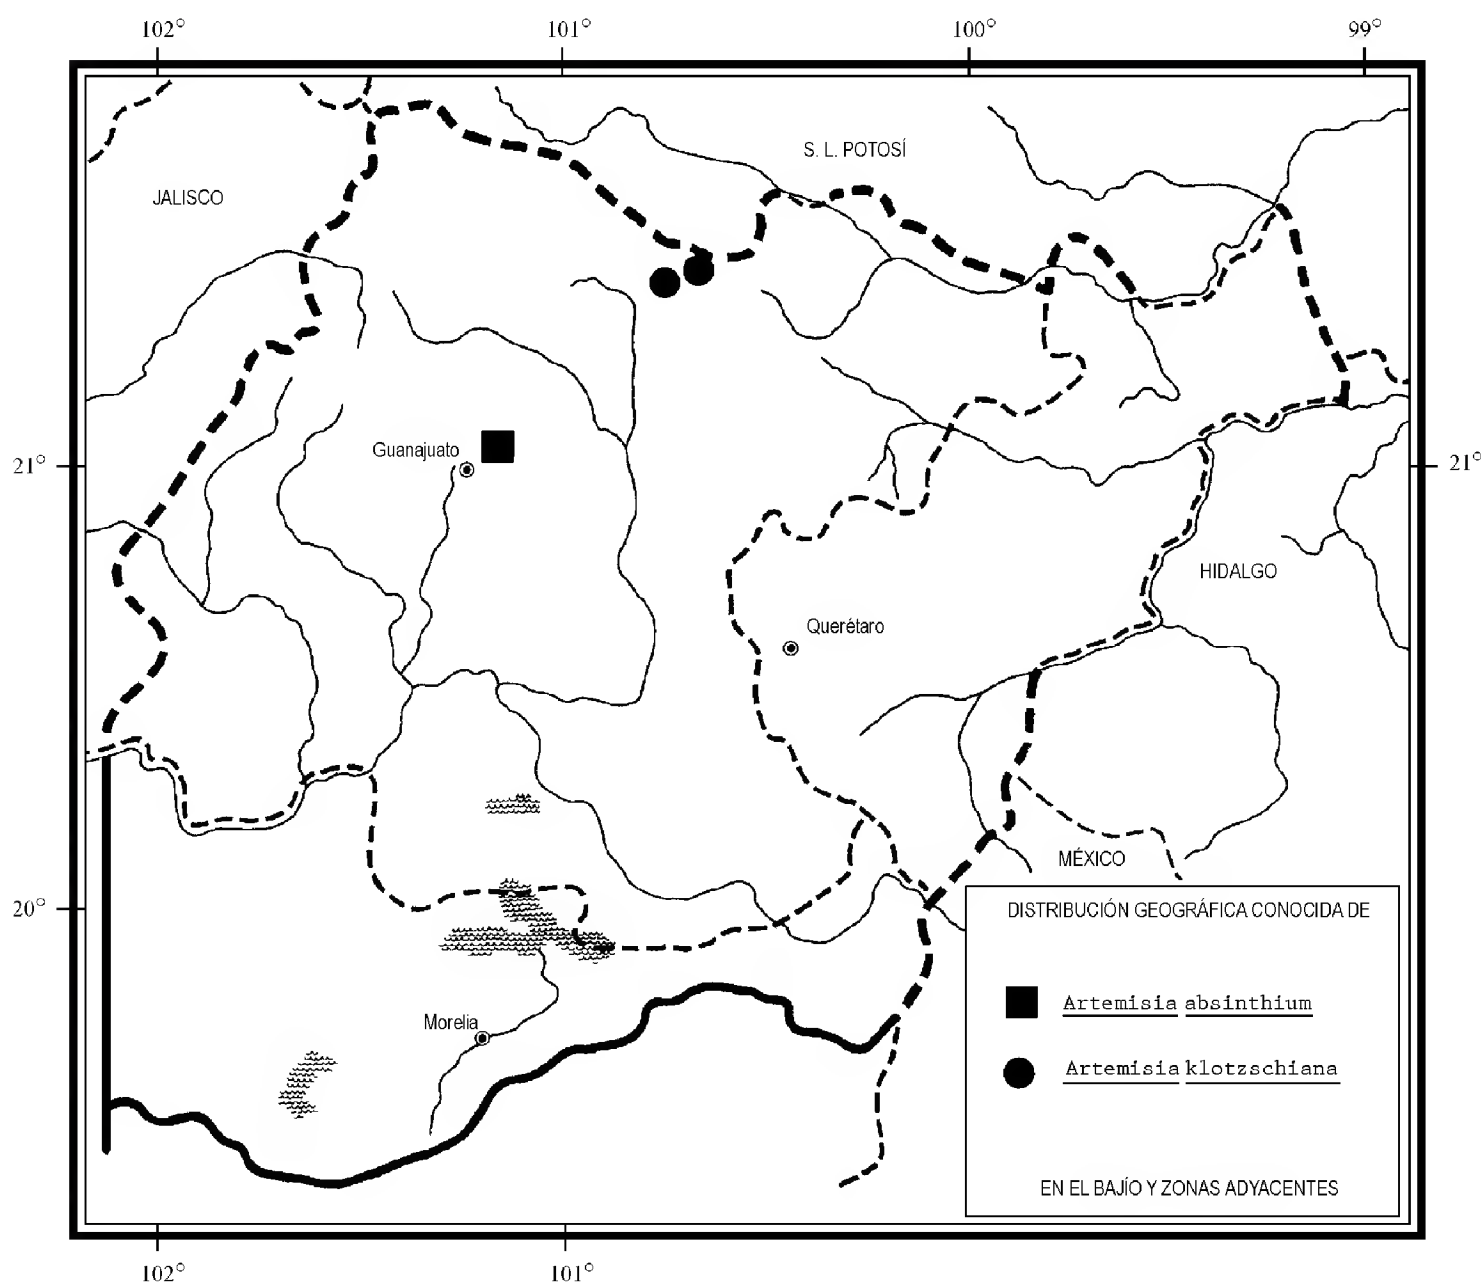 102° 101° 100° 99°
S. L. POTOSÍ
JALISCO
Guanajuato
21° 21°
HIDALGO
Querétaro
MÉXICO
20°
DISTRIBUCIÓN GEOGRÁFICA CONOCIDA DE
Artemisia absinthium
Morelia
Artemisia klotzschiana
EN EL BAJÍO Y ZONAS ADYACENTES
102° 101°